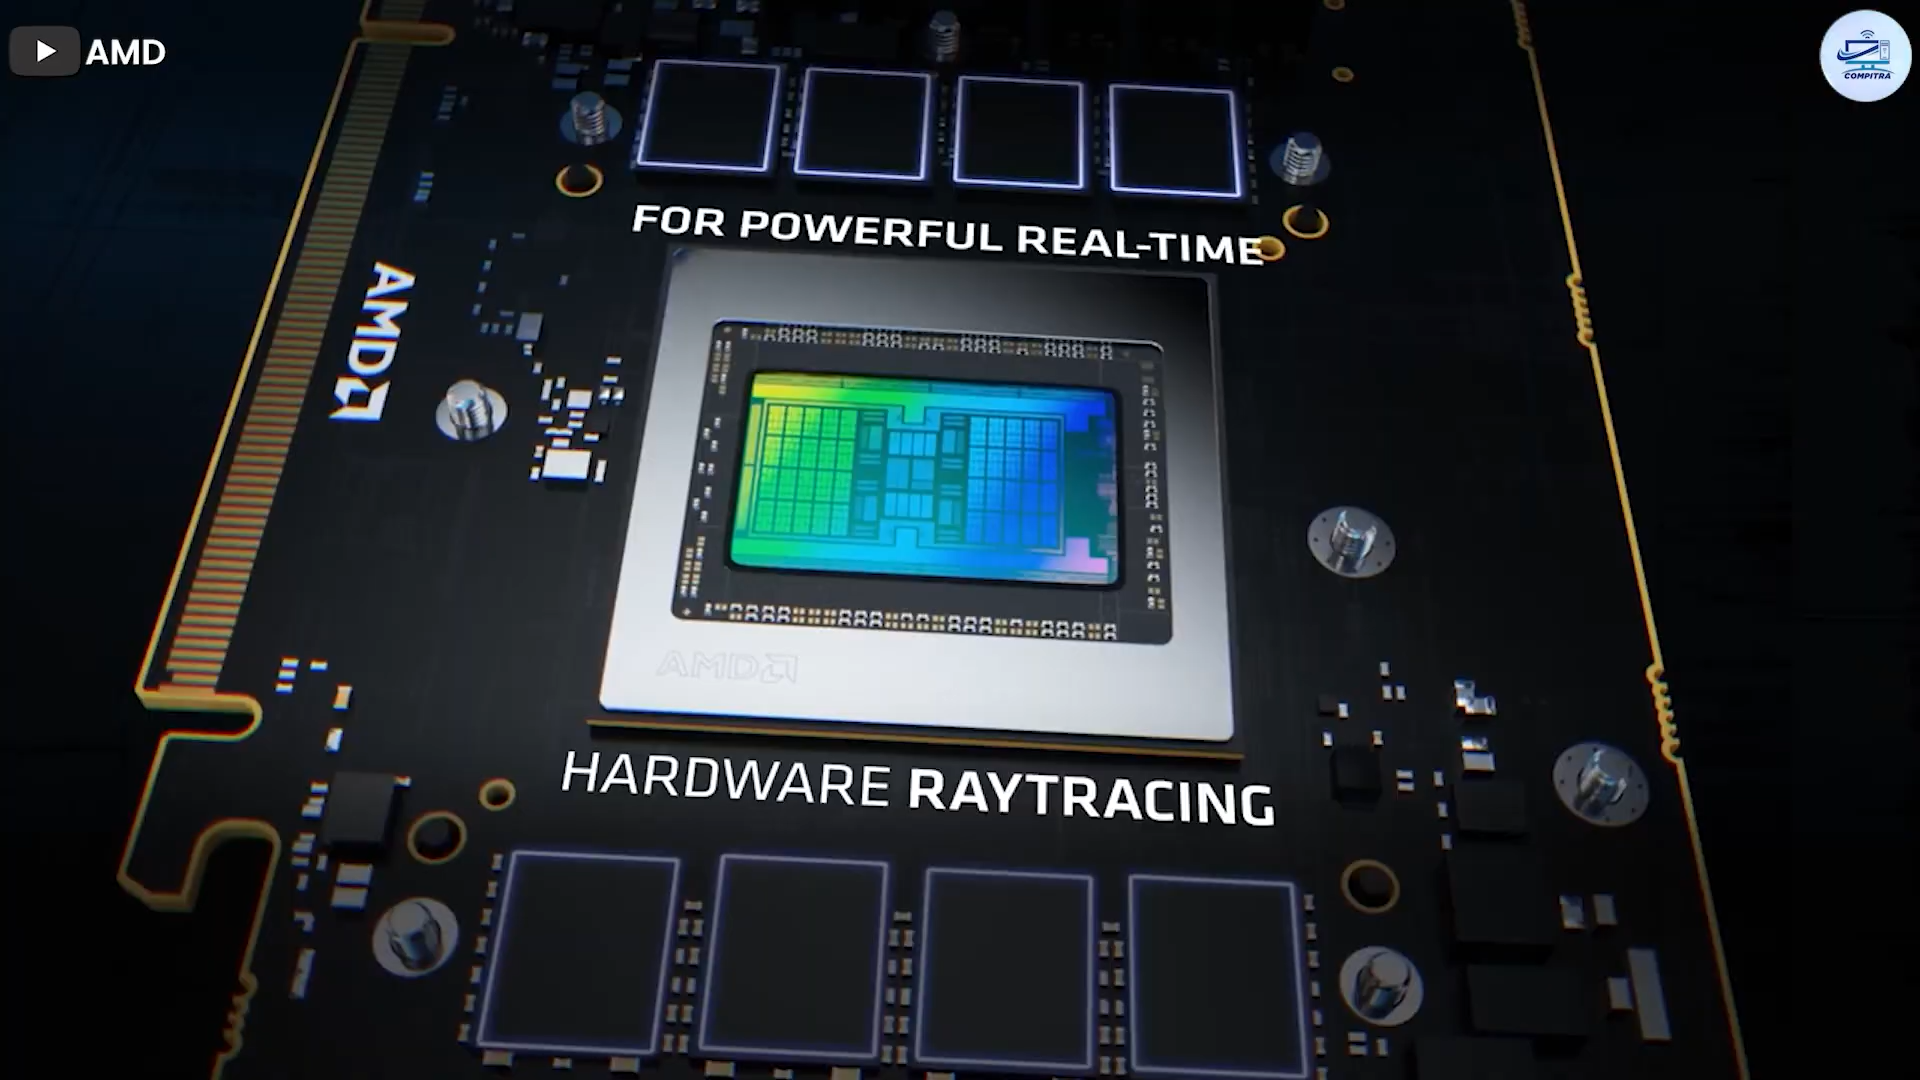 AMD
COMPITRA
FOR POWERFUL REAL-TIME
AMD
AMD
HARDWARE RAYTRACING